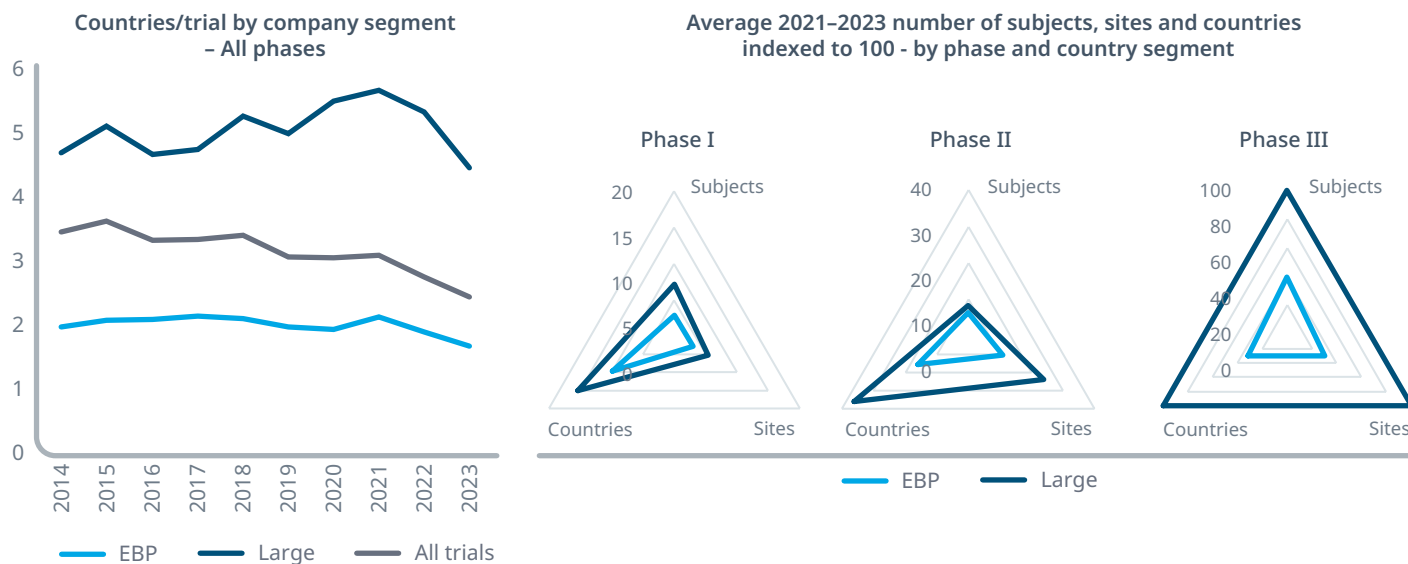 Countries/trial by company segment
– All phases
6
5
4
3
2
1
0
2014
2015
2016
2017
2018
2019
2020
2021
2022
2023
EBP
Large
All trials
Average 2021–2023 number of subjects, sites and countries
indexed to 100 - by phase and country segment
Phase I
20
15
10
5
0
Subjects
Countries
Sites
Phase II
40
30
20
10
0
Subjects
Countries
Sites
Phase III
100
80
60
40
20
0
Subjects
Countries
Sites
EBP
Large